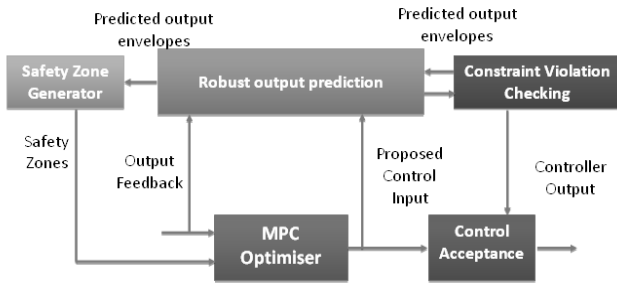 Predicted output
envelopes
Predicted output
envelopes
Safety Zone
Generator
Robust output prediction
Constraint Violation
Checking
Safety
Zones
Output
Feedback
Proposed
Control
Input
Controller
Output
MPC
Optimiser
Control
Acceptance